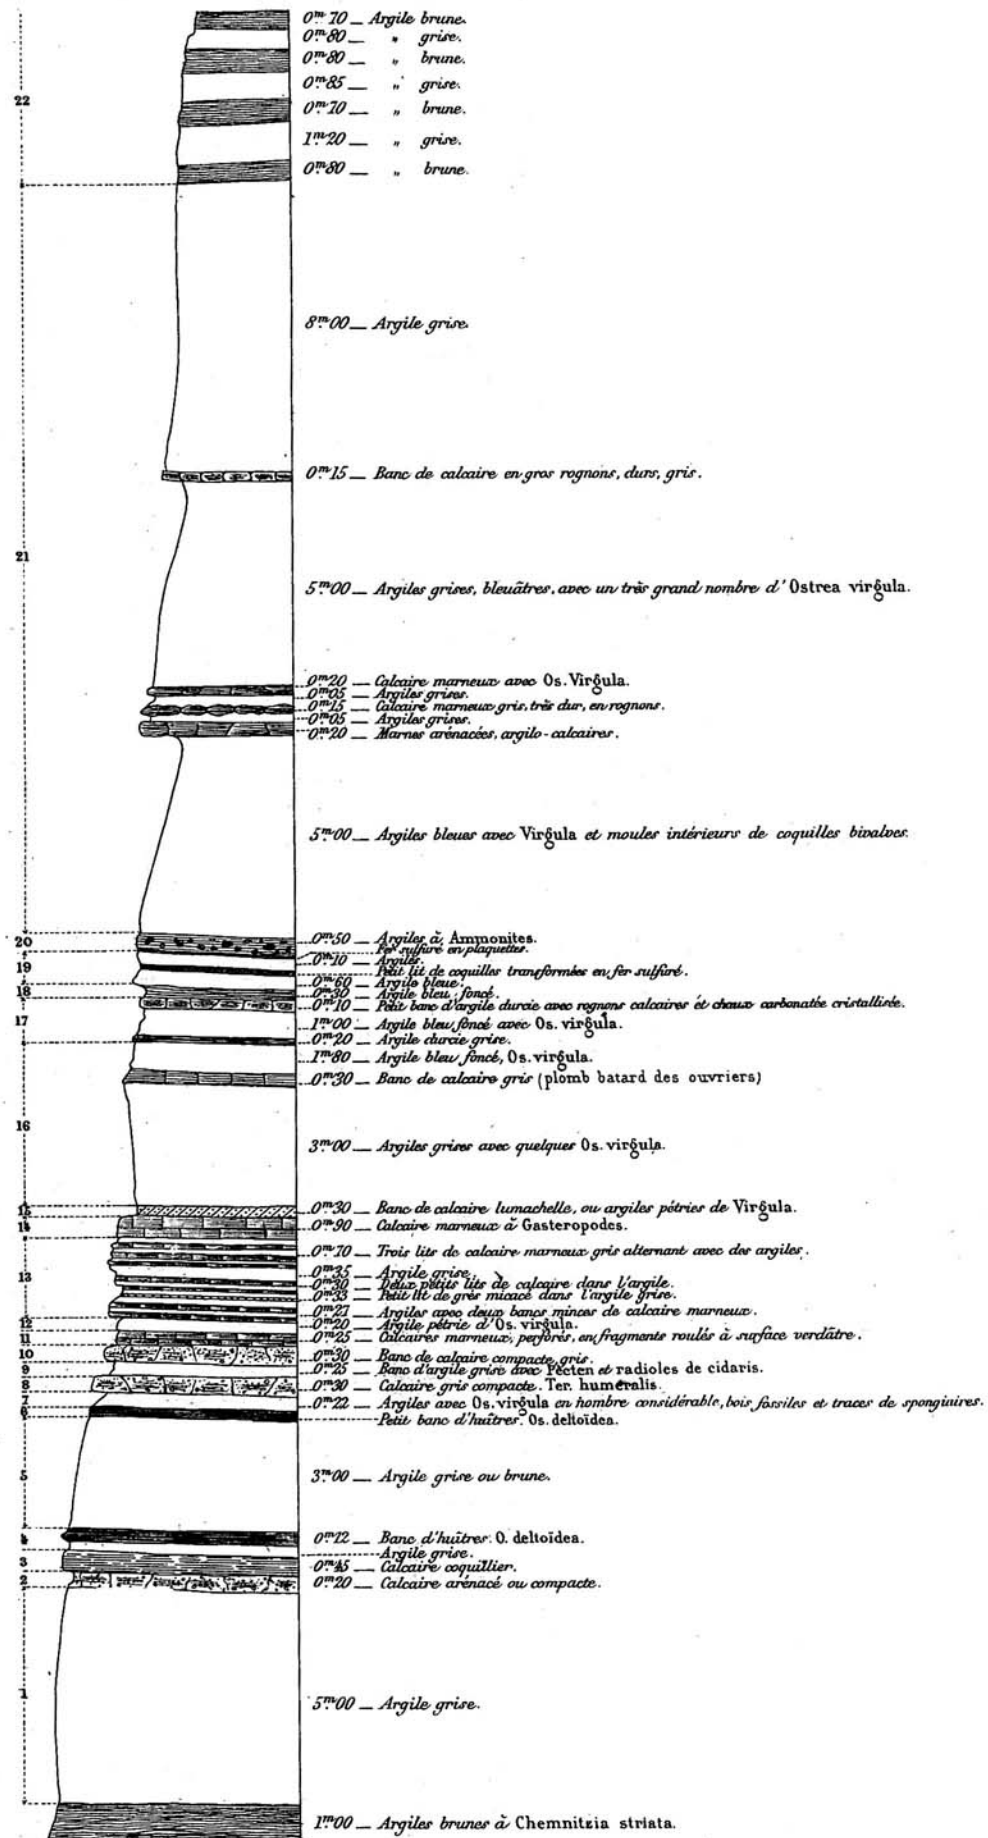 0m70 — Argile brune.
0m80 — " grise.
0m80 — " brune.
0m85 — " grise.
0m70 — " brune.
22
1m20 — " grise.
0m80 — " brune.
8m00 — Argile grise.
0m15 — Banc de calcaire en gros rognons, durs, gris.
21
5m00 — Argiles grises, bleuâtres, avec un très grand nombre d'Ostrea virgula.
0m20 — Calcaire marneux avec Os. Virgula.
0m05 — Argiles grises.
0m15 — Calcaire marneux gris, très dur, en rognons.
0m05 — Argiles grises.
0m20 — Marnes arénacées, argilo-calcaires.
5m00 — Argiles bleues avec Virgula et moules intérieurs de coquilles bivalves.
20
0m50 — Argiles à Ammonites.
Fer sulfuré en plaquettes.
0m10 — Argiles.
19
Petit lit de coquilles transformées en fer sulfuré.
0m60 — Argile bleue.
18
0m30 — Argile bleu, foncé.
0m10 — Petit banc d'argile durcie avec rognons calcaires et chaux carbonatée cristallisée.
17
1m00 — Argile bleu foncé avec Os. virgula.
0m20 — Argile durcie grise.
1m80 — Argile bleu foncé, Os. virgula.
0m30 — Banc de calcaire gris (plomb batard des ouvriers)
16
3m00 — Argiles grises avec quelques Os. virgula.
15
0m30 — Banc de calcaire lumachelle, ou argiles pétries de Virgula.
14
0m90 — Calcaire marneux à Gasteropodes.
0m70 — Trois lits de calcaire marneux gris alternant avec des argiles.
13
0m35 — Argile grise.
0m30 — Deux petits lits de calcaire dans l'argile.
0m33 — Petit lit de grès micacé dans l'argile grise.
0m27 — Argiles avec deux bancs minces de calcaire marneux.
12
0m20 — Argile pétrie d'Os. virgula.
11
0m25 — Calcaires marneux, perforés, en fragments roulés à surface verdâtre.
10
0m30 — Banc de calcaire compacte gris.
9
0m25 — Banc d'argile grise avec Pecten et radioles de cidaris.
8
0m30 — Calcaire gris compacte. Ter. humeralis.
7
0m22 — Argiles avec Os. virgula en hombre considérable, bois fossiles et traces de spongiaires.
6
Petit banc d'huîtres. Os. deltoïdea.
5
3m00 — Argile grise ou brune.
4
0m12 — Banc d'huîtres. O. deltoïdea.
Argile grise.
3
0m45 — Calcaire coquillier.
2
0m20 — Calcaire arénacé ou compacte.
1
5m00 — Argile grise.
1m00 — Argiles brunes à Chemnitzia striata.